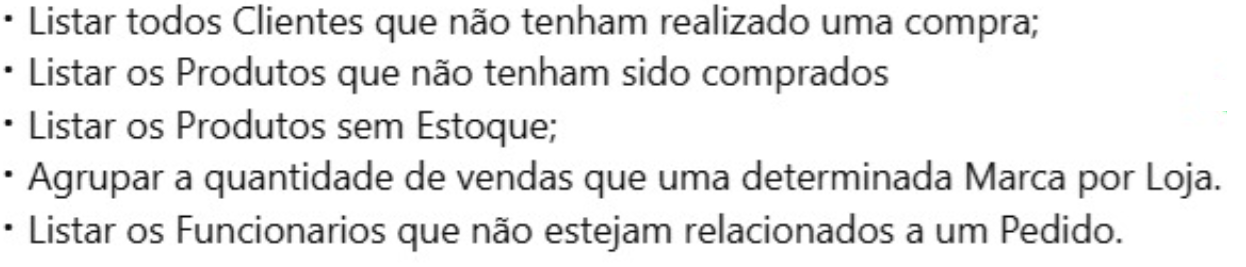 • Listar todos Clientes que não tenham realizado uma compra;
• Listar os Produtos que não tenham sido comprados
• Listar os Produtos sem Estoque;
• Agrupar a quantidade de vendas que uma determinada Marca por Loja.
• Listar os Funcionarios que não estejam relacionados a um Pedido.